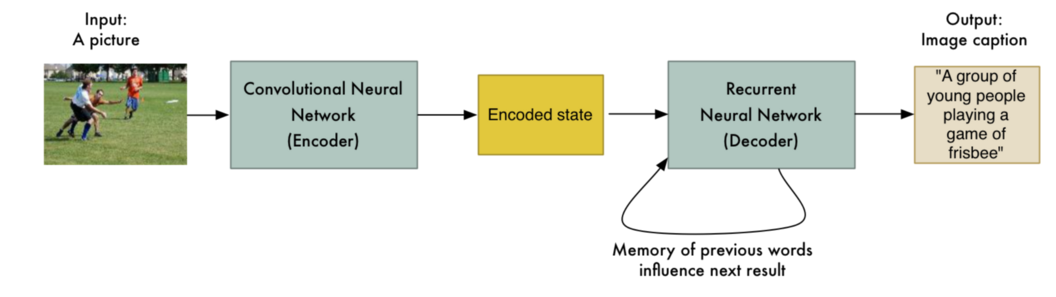 Input:
A picture
Convolutional Neural
Network
(Encoder)
Encoded state
Recurrent
Neural Network
(Decoder)
Memory of previous words
influence next result
Output:
Image caption
"A group of
young people
playing a
game of
frisbee"